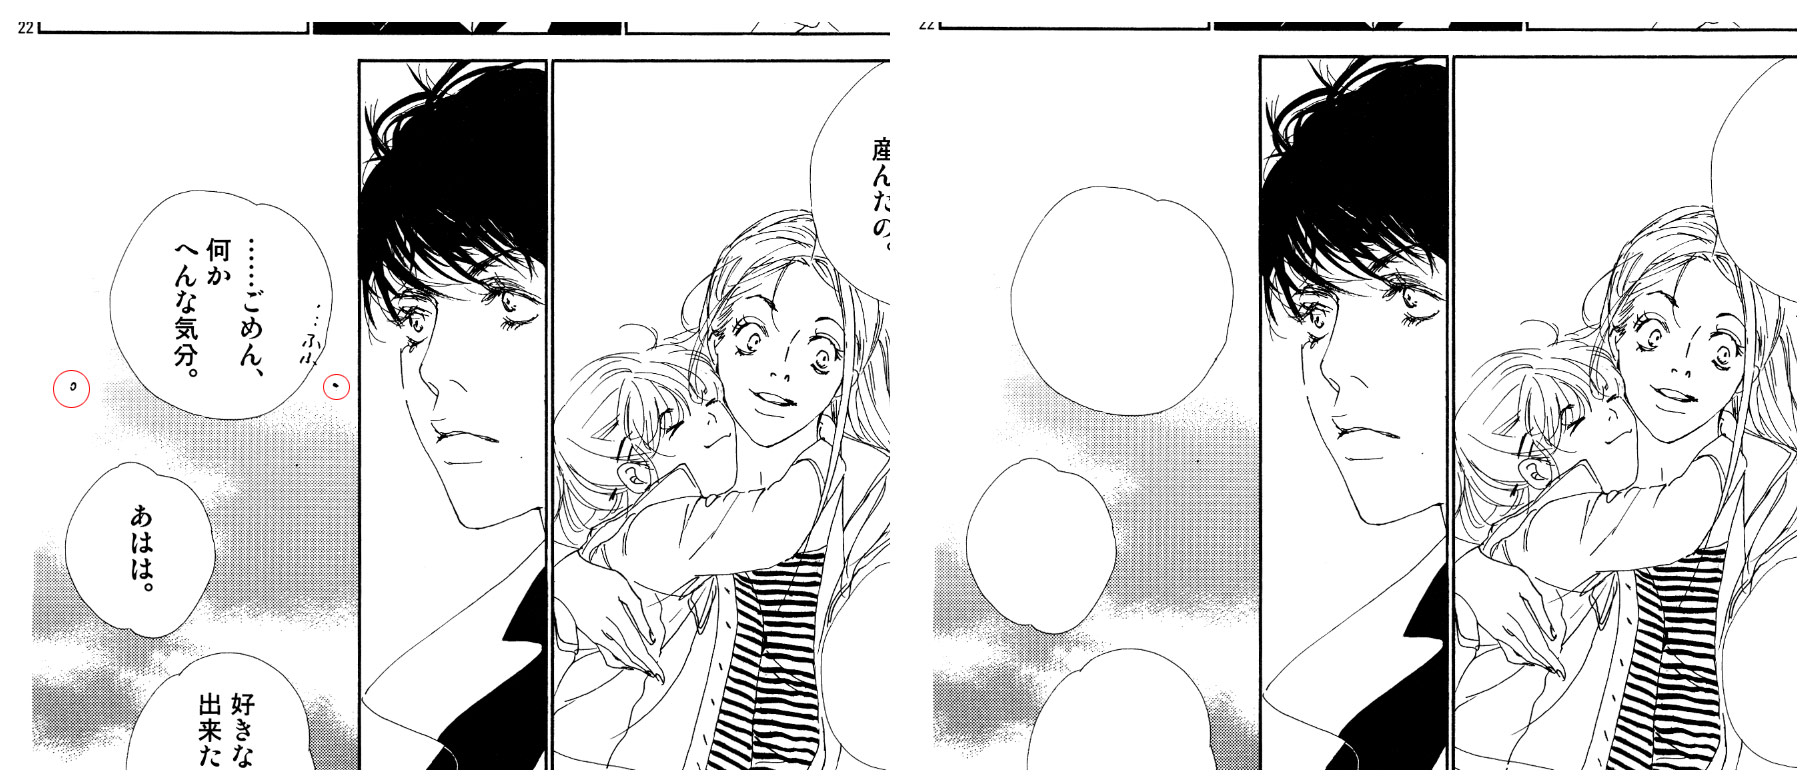 22
22
産んたの。
……ごめん、
何か
へんな気分。
…ふふ
あはは。
好きな
出来た